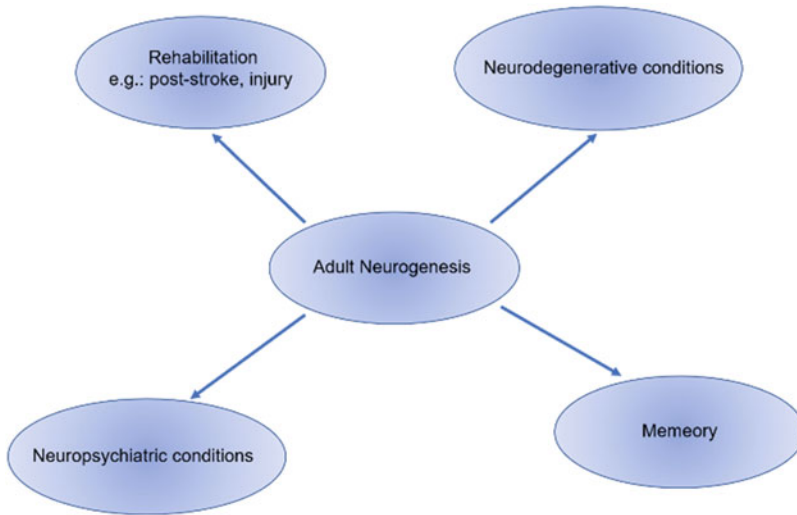 Rehabilitation
e.g.: post-stroke, injury
Neurodegenerative conditions
Adult Neurogenesis
Neuropsychiatric conditions
Memeory